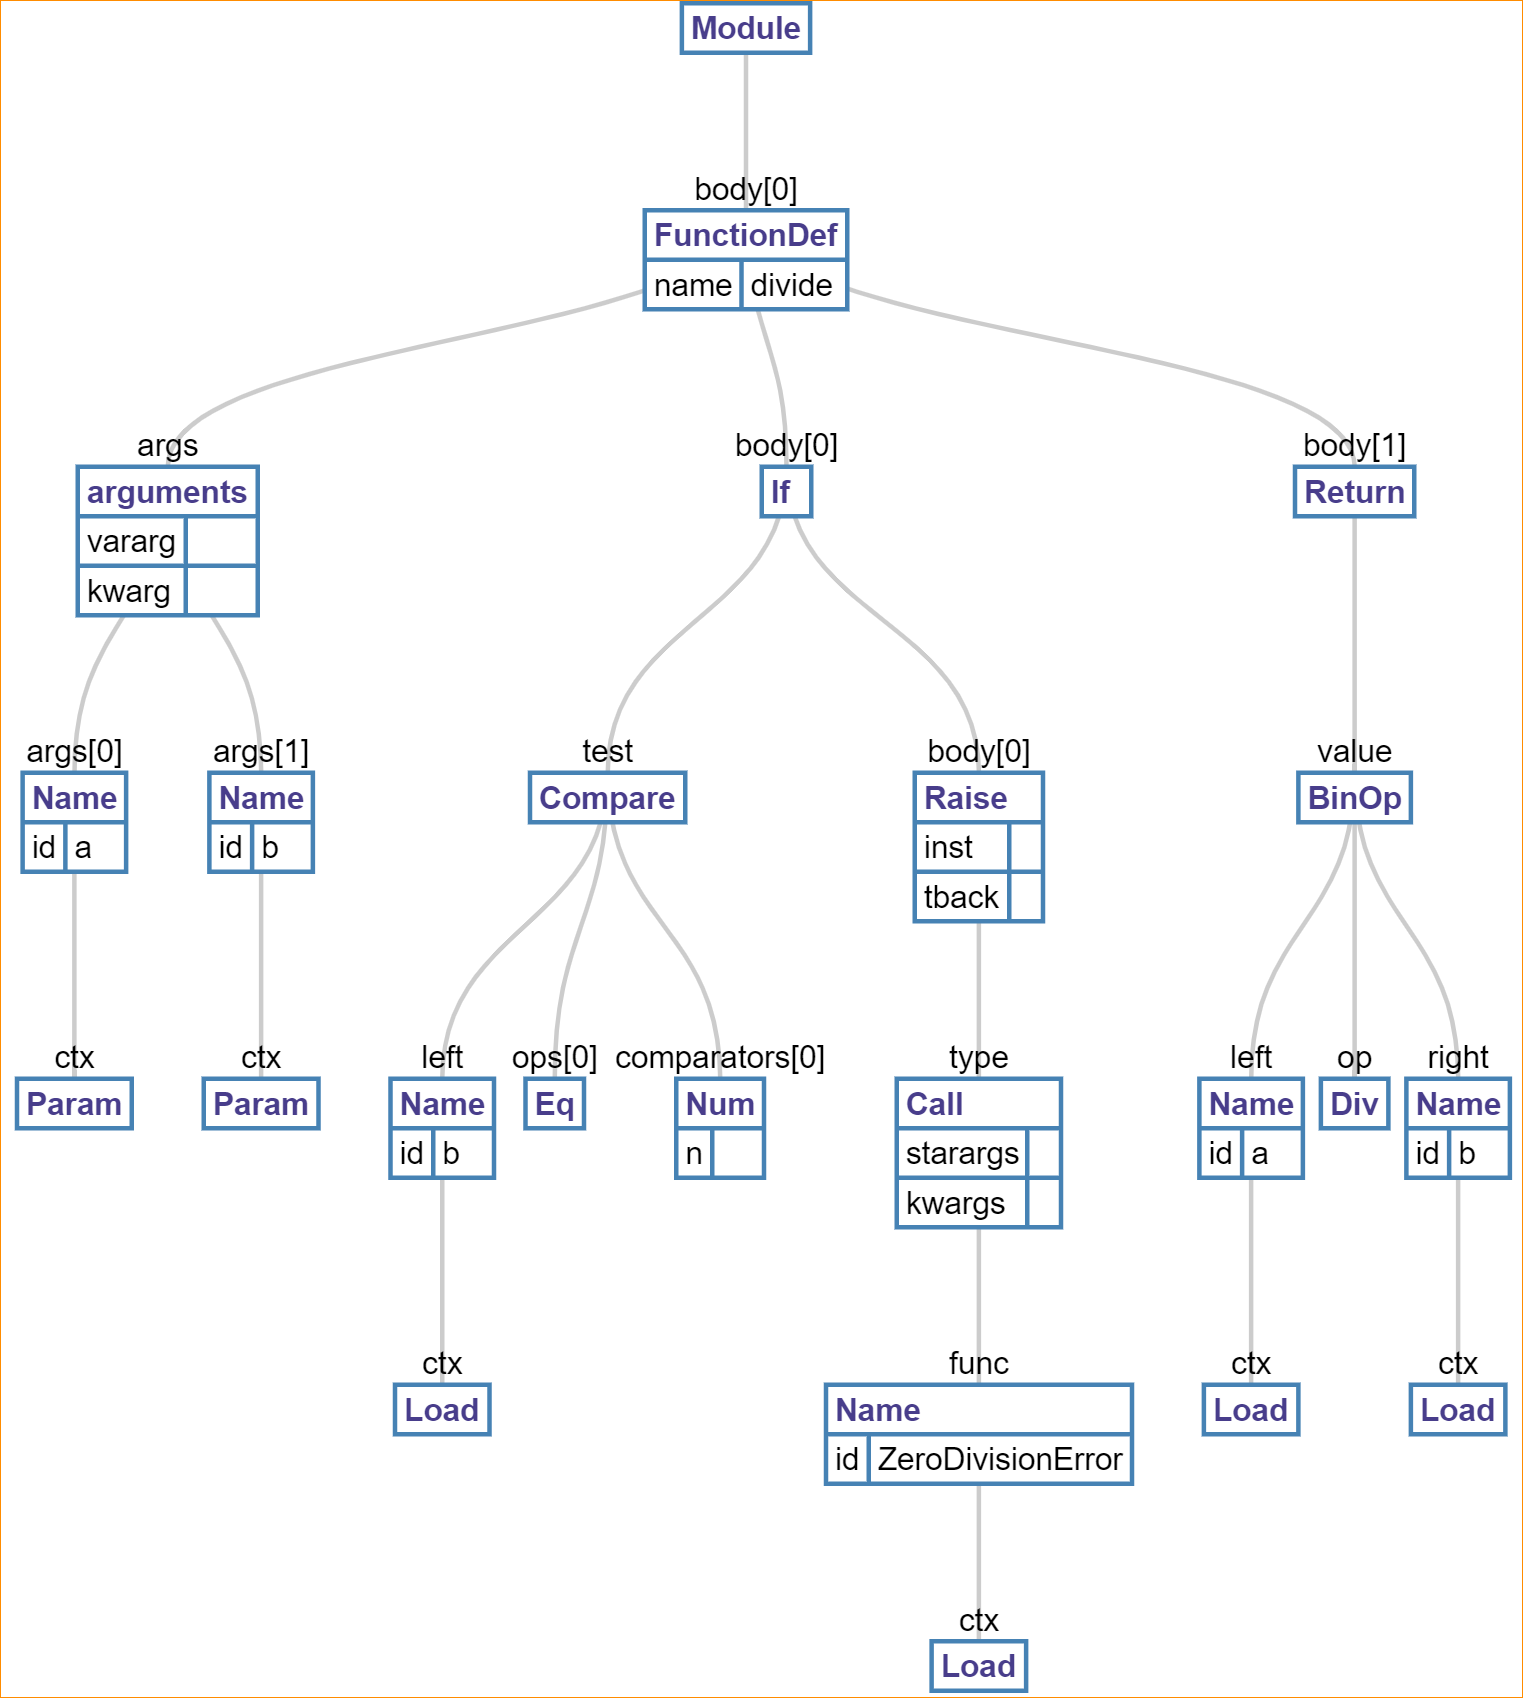 Module
body[0]
FunctionDef
name divide
args body[0] body[1]
arguments If Return
vararg
kwarg
args[0] args[1] test body[0] value
Name Name Compare Raise BinOp
id a id b inst
tback
ctx ctx left ops[0] comparators[0] type left op right
Param Param Name Eq Num Call Name Div Name
id b n starargs id a id b
kwargs
ctx func ctx ctx
Load Name Load Load
id ZeroDivisionError
ctx
Load